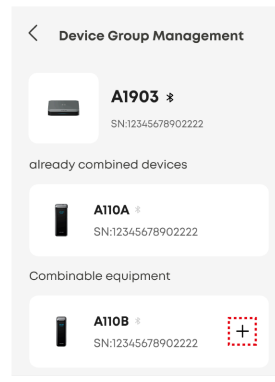 Device Group Management
A1903
SN:12345678902222
already combined devices
A110A
SN:12345678902222
Combinable equipment
A110B
SN:12345678902222